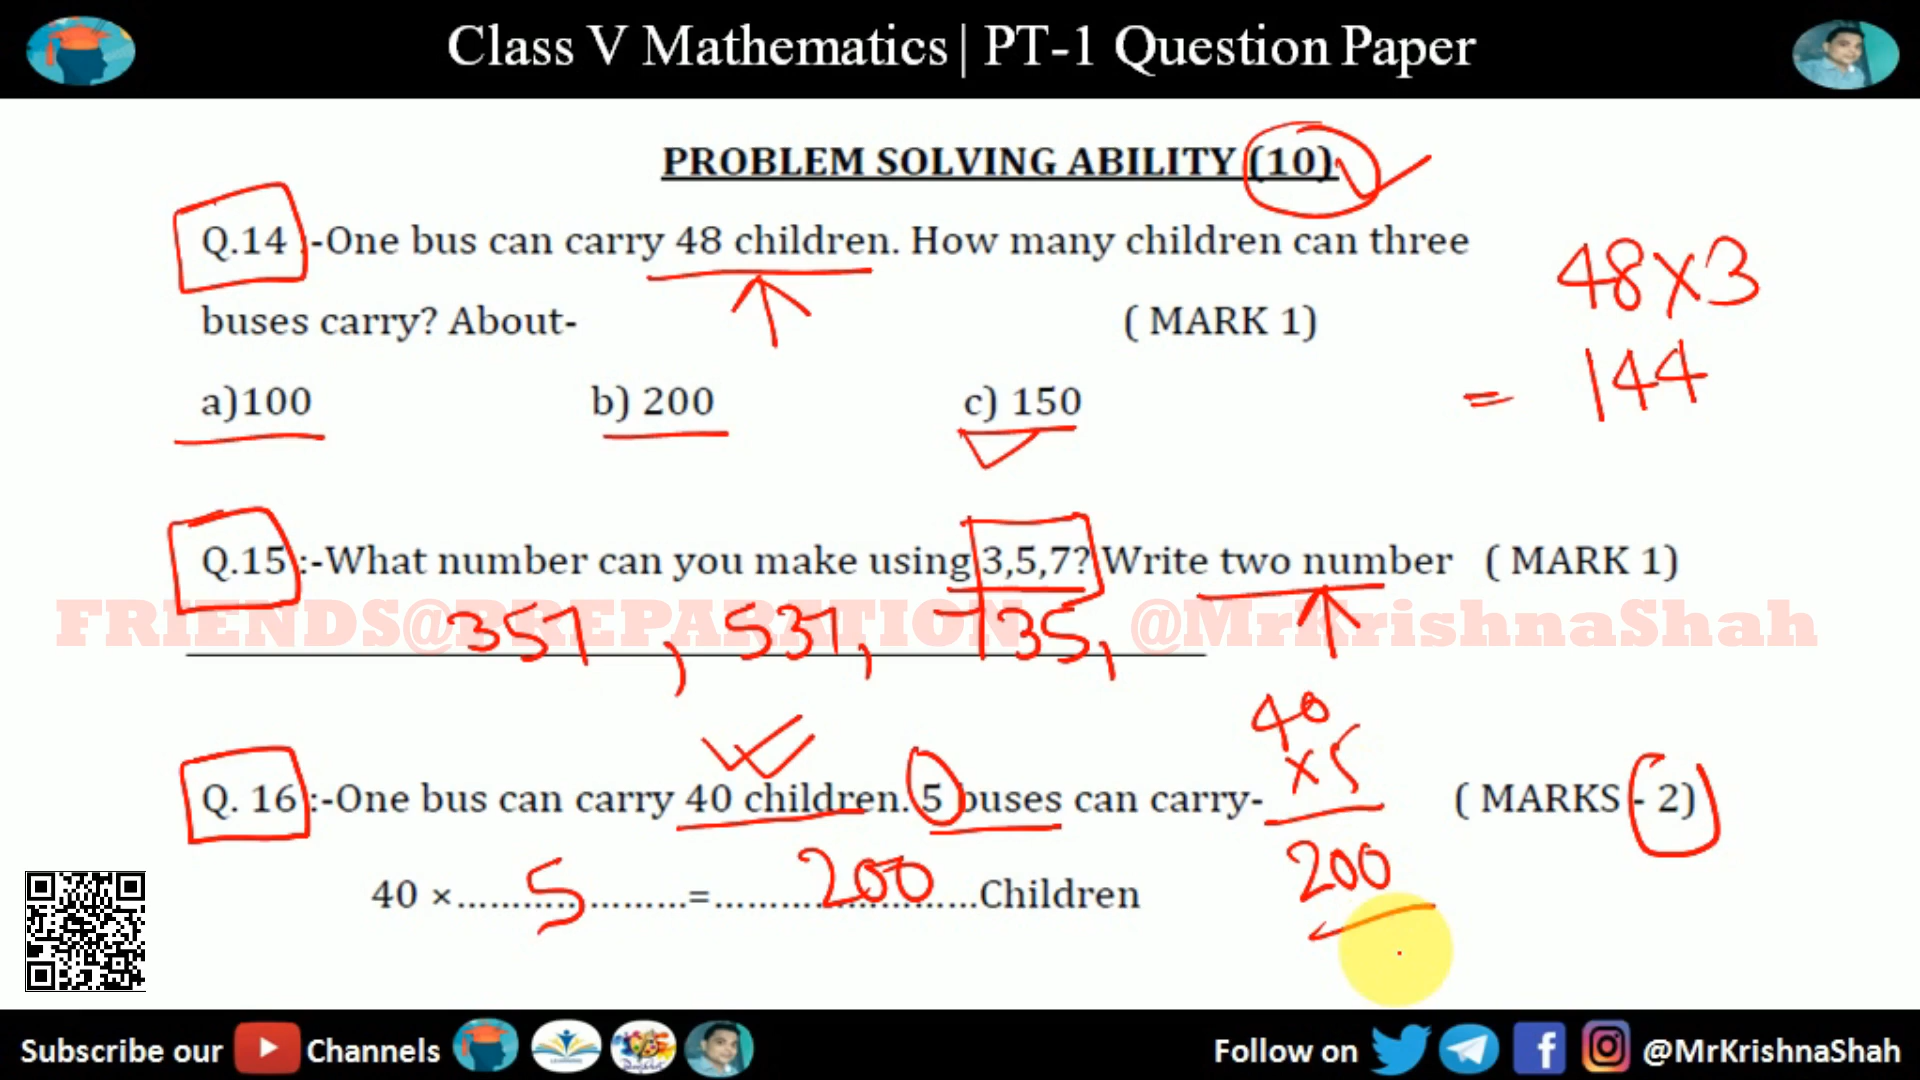 Class V Mathematics | PT-1 Question Paper
PROBLEM SOLVING ABILITY (10)
Q.14 :-One bus can carry 48 children. How many children can three
48×3
buses carry? About- ( MARK 1)
= 144
a)100 b) 200 c) 150
Q.15 :-What number can you make using 3,5,7? Write two number ( MARK 1)
FRIENDS@PREPARATION @MrKrishnaShah
357 , 537, 735,
40
×5
Q. 16 :-One bus can carry 40 children. 5 buses can carry- ( MARKS - 2)
200
40 ×.......... 5 ..........=.......... 200 ..........Children
Subscribe our Channels Follow on @MrKrishnaShah